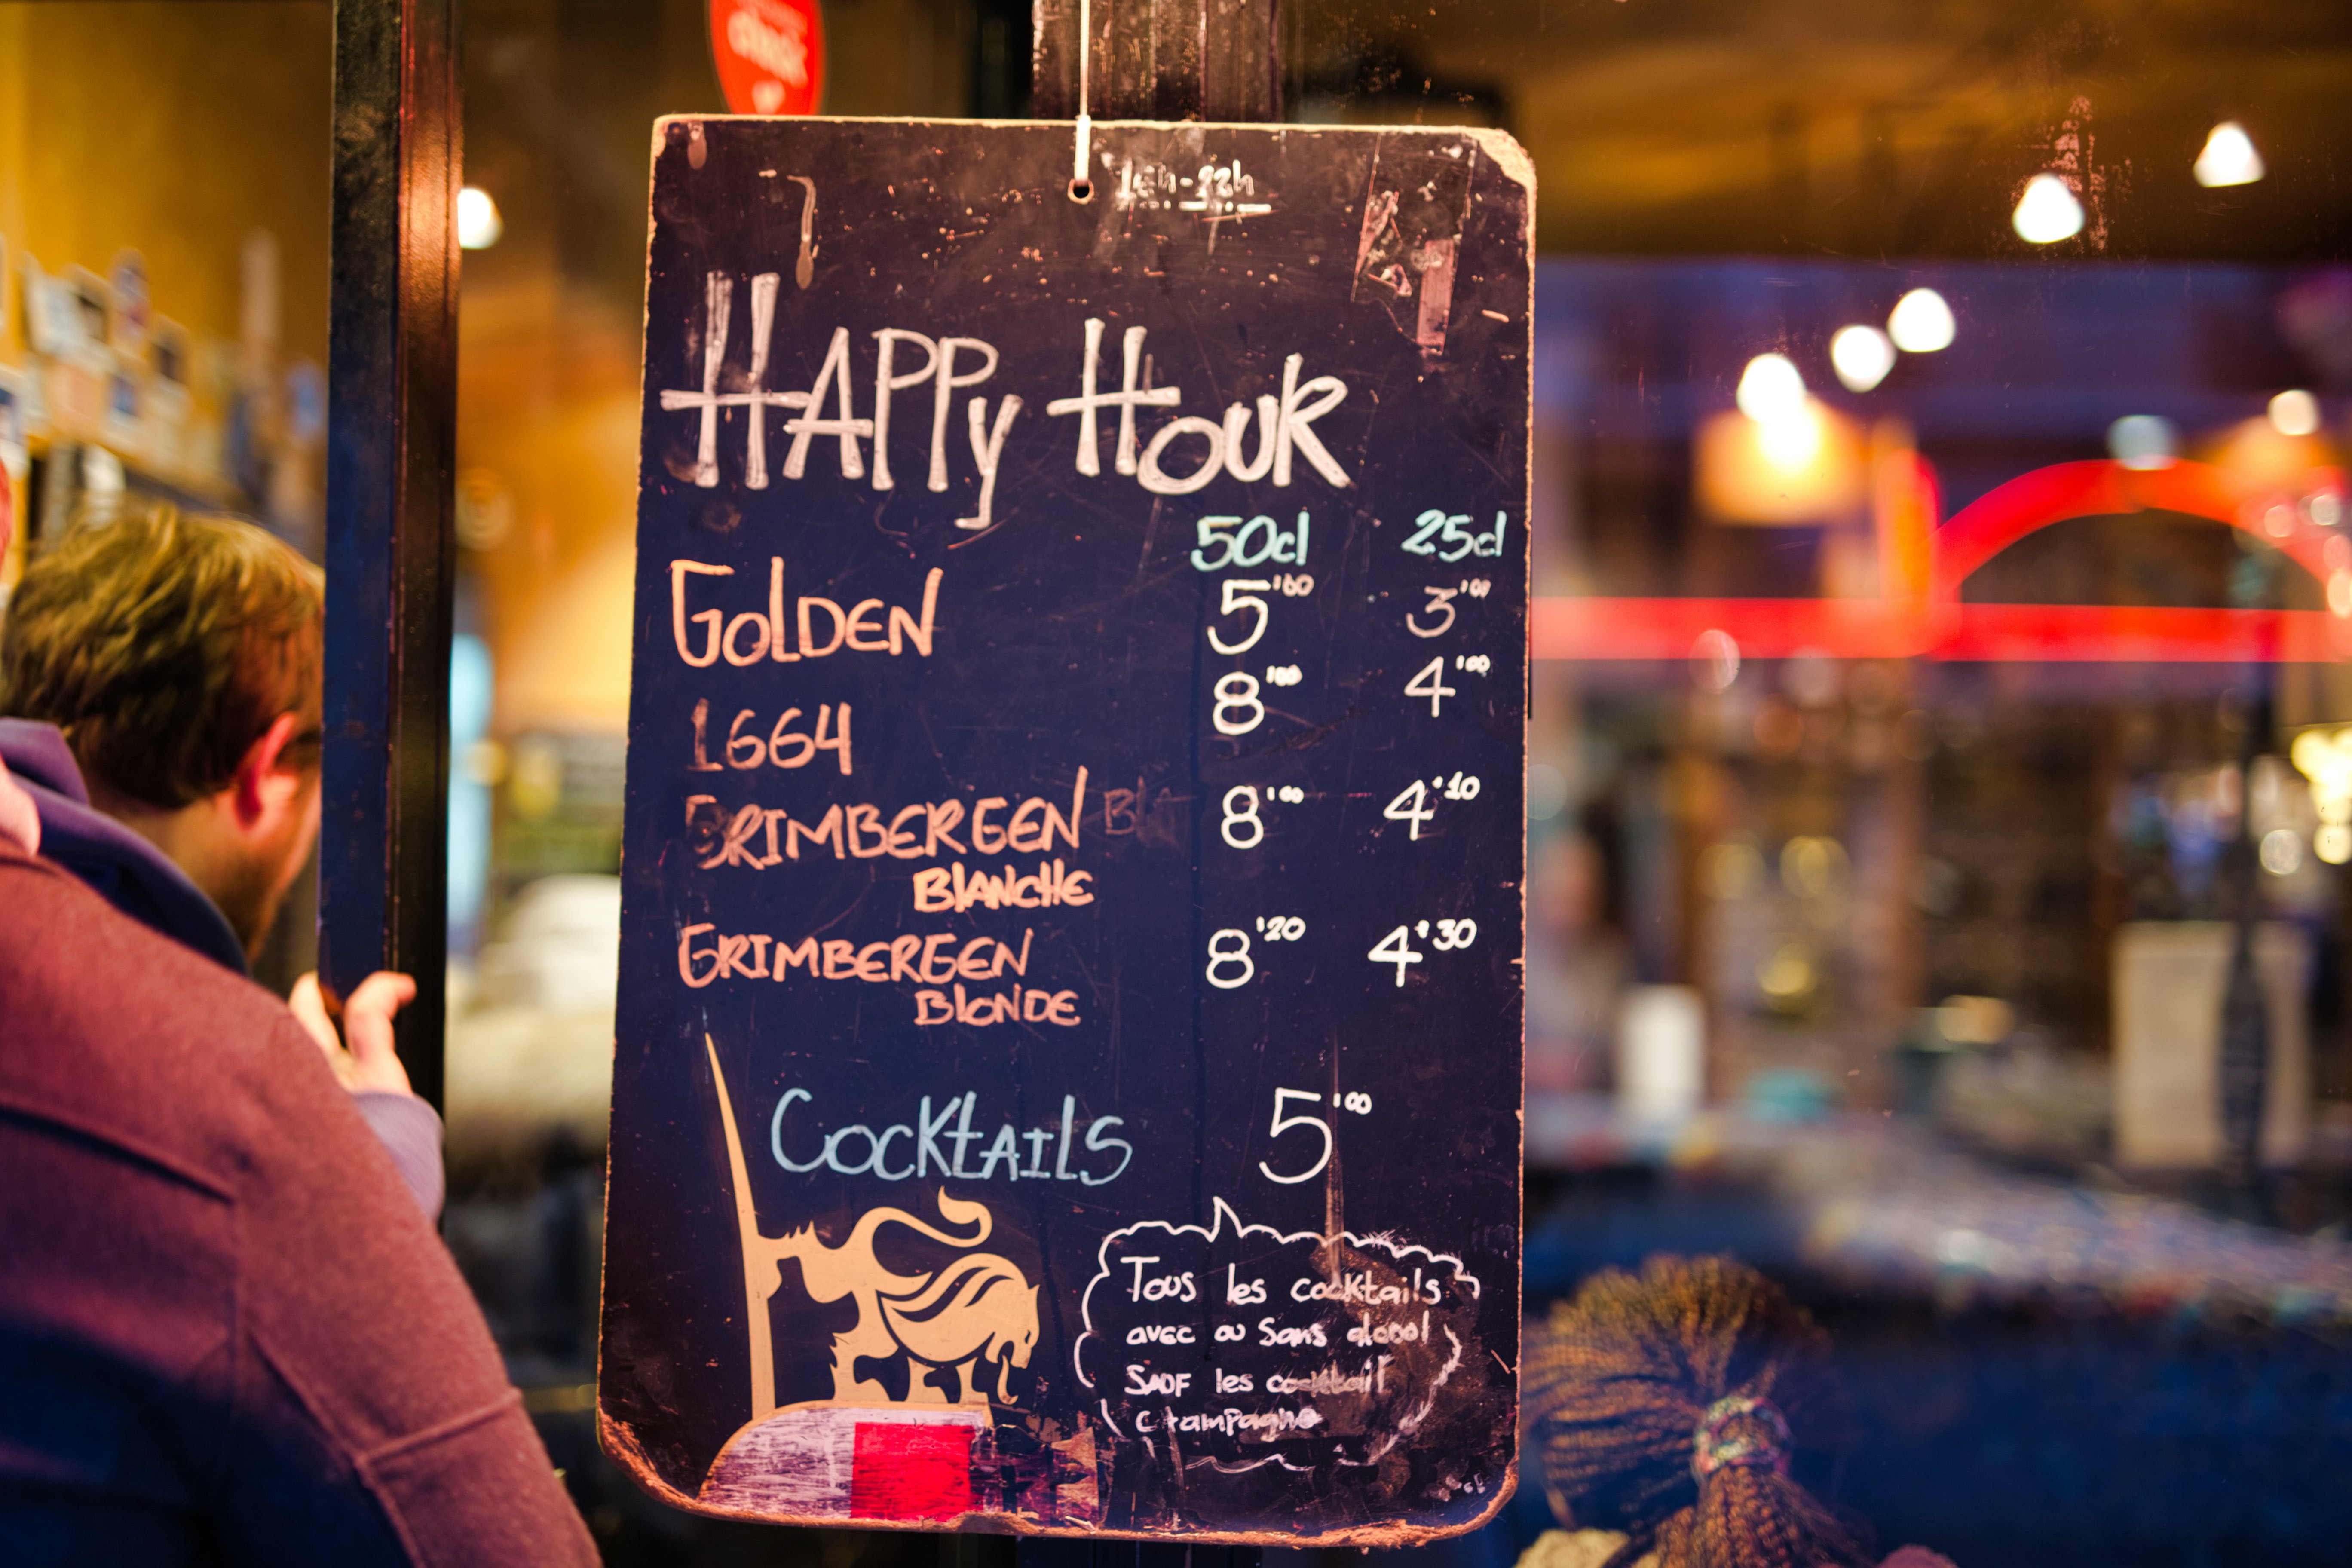 16h-22h
HAPPy HOUR
50cl 25cl
GOLDEN 5'00 3'00
1664 8'00 4'00
GRIMBERGEN 8'00 4'10
BLANCHE
GRIMBERGEN 8'20 4'30
BLONDE
COCKTAILS 5'00
Tous les cocktails
avec ou Sans alcool
SAUF les cocktail